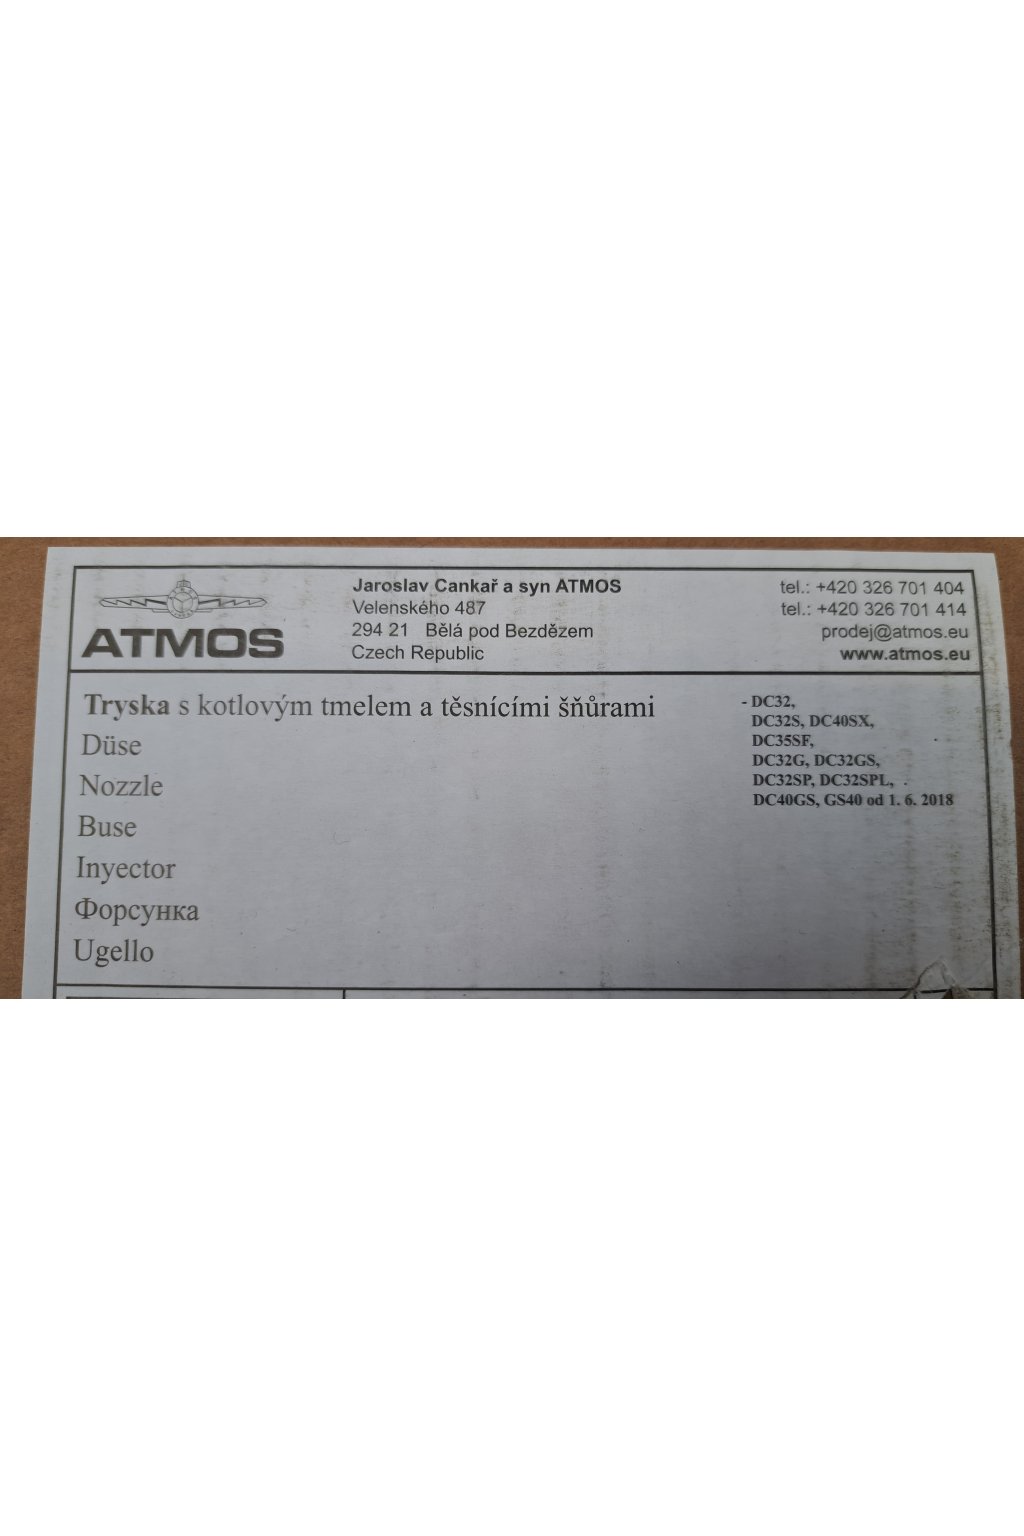 ATMOS
Jaroslav Cankař a syn ATMOS
Velenského 487
294 21 Bělá pod Bezdězem
Czech Republic
tel.: +420 326 701 404
tel.: +420 326 701 414
prodej@atmos.eu
www.atmos.eu
Tryska s kotlovým tmelem a těsnícími šňůrami
Düse
Nozzle
Buse
Inyector
Форсунка
Ugello
- DC32,
DC32S, DC40SX,
DC35SF,
DC32G, DC32GS,
DC32SP, DC32SPL,
DC40GS, GS40 od 1. 6. 2018